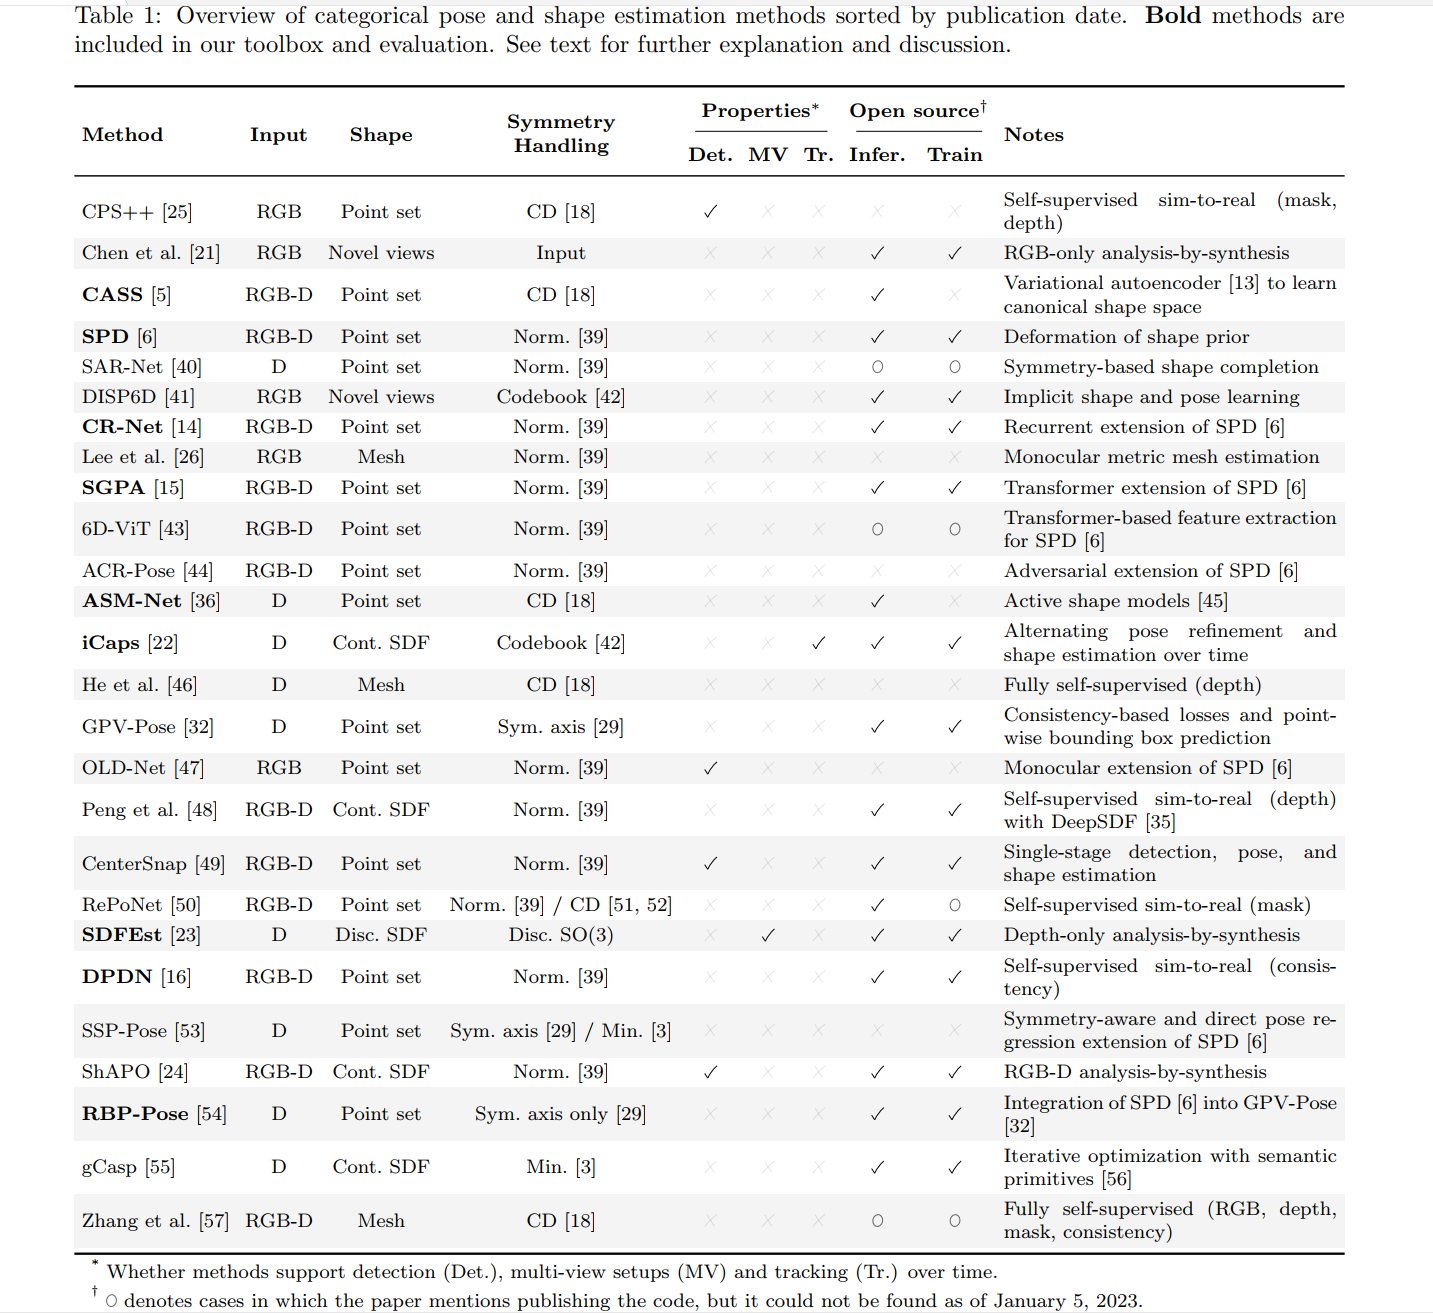 Table 1: Overview of categorical pose and shape estimation methods sorted by publication date. Bold methods are
included in our toolbox and evaluation. See text for further explanation and discussion.
Method Input Shape Symmetry Handling Properties* Open source† Notes
Det. MV Tr. Infer. Train
CPS++ [25] RGB Point set CD [18] ✓ ✗ ✗ ✗ ✗ Self-supervised sim-to-real (mask,
depth)
Chen et al. [21] RGB Novel views Input ✗ ✗ ✗ ✓ ✓ RGB-only analysis-by-synthesis
CASS [5] RGB-D Point set CD [18] ✗ ✗ ✗ ✓ ✗ Variational autoencoder [13] to learn
canonical shape space
SPD [6] RGB-D Point set Norm. [39] ✗ ✗ ✗ ✓ ✓ Deformation of shape prior
SAR-Net [40] D Point set Norm. [39] ✗ ✗ ✗ O O Symmetry-based shape completion
DISP6D [41] RGB Novel views Codebook [42] ✗ ✗ ✗ ✓ ✓ Implicit shape and pose learning
CR-Net [14] RGB-D Point set Norm. [39] ✗ ✗ ✗ ✓ ✓ Recurrent extension of SPD [6]
Lee et al. [26] RGB Mesh Norm. [39] ✗ ✗ ✗ ✗ ✗ Monocular metric mesh estimation
SGPA [15] RGB-D Point set Norm. [39] ✗ ✗ ✗ ✓ ✓ Transformer extension of SPD [6]
6D-ViT [43] RGB-D Point set Norm. [39] ✗ ✗ ✗ O O Transformer-based feature extraction
for SPD [6]
ACR-Pose [44] RGB-D Point set Norm. [39] ✗ ✗ ✗ ✗ ✗ Adversarial extension of SPD [6]
ASM-Net [36] D Point set CD [18] ✗ ✗ ✗ ✓ ✗ Active shape models [45]
iCaps [22] D Cont. SDF Codebook [42] ✗ ✗ ✓ ✓ ✓ Alternating pose refinement and
shape estimation over time
He et al. [46] D Mesh CD [18] ✗ ✗ ✗ ✗ ✗ Fully self-supervised (depth)
GPV-Pose [32] D Point set Sym. axis [29] ✗ ✗ ✗ ✓ ✓ Consistency-based losses and point-
wise bounding box prediction
OLD-Net [47] RGB Point set Norm. [39] ✓ ✗ ✗ ✗ ✗ Monocular extension of SPD [6]
Peng et al. [48] RGB-D Cont. SDF Norm. [39] ✗ ✗ ✗ ✓ ✓ Self-supervised sim-to-real (depth)
with DeepSDF [35]
CenterSnap [49] RGB-D Point set Norm. [39] ✓ ✗ ✗ ✓ ✓ Single-stage detection, pose, and
shape estimation
RePoNet [50] RGB-D Point set Norm. [39] / CD [51, 52] ✗ ✗ ✗ ✓ O Self-supervised sim-to-real (mask)
SDFEst [23] D Disc. SDF Disc. SO(3) ✗ ✓ ✗ ✓ ✓ Depth-only analysis-by-synthesis
DPDN [16] RGB-D Point set Norm. [39] ✗ ✗ ✗ ✓ ✓ Self-supervised sim-to-real (consis-
tency)
SSP-Pose [53] D Point set Sym. axis [29] / Min. [3] ✗ ✗ ✗ ✗ ✗ Symmetry-aware and direct pose re-
gression extension of SPD [6]
ShAPO [24] RGB-D Cont. SDF Norm. [39] ✓ ✗ ✗ ✓ ✓ RGB-D analysis-by-synthesis
RBP-Pose [54] D Point set Sym. axis only [29] ✗ ✗ ✗ ✓ ✓ Integration of SPD [6] into GPV-Pose
[32]
gCasp [55] D Cont. SDF Min. [3] ✗ ✗ ✗ ✓ ✓ Iterative optimization with semantic
primitives [56]
Zhang et al. [57] RGB-D Mesh CD [18] ✗ ✗ ✗ O O Fully self-supervised (RGB, depth,
mask, consistency)
* Whether methods support detection (Det.), multi-view setups (MV) and tracking (Tr.) over time.
† O denotes cases in which the paper mentions publishing the code, but it could not be found as of January 5, 2023.